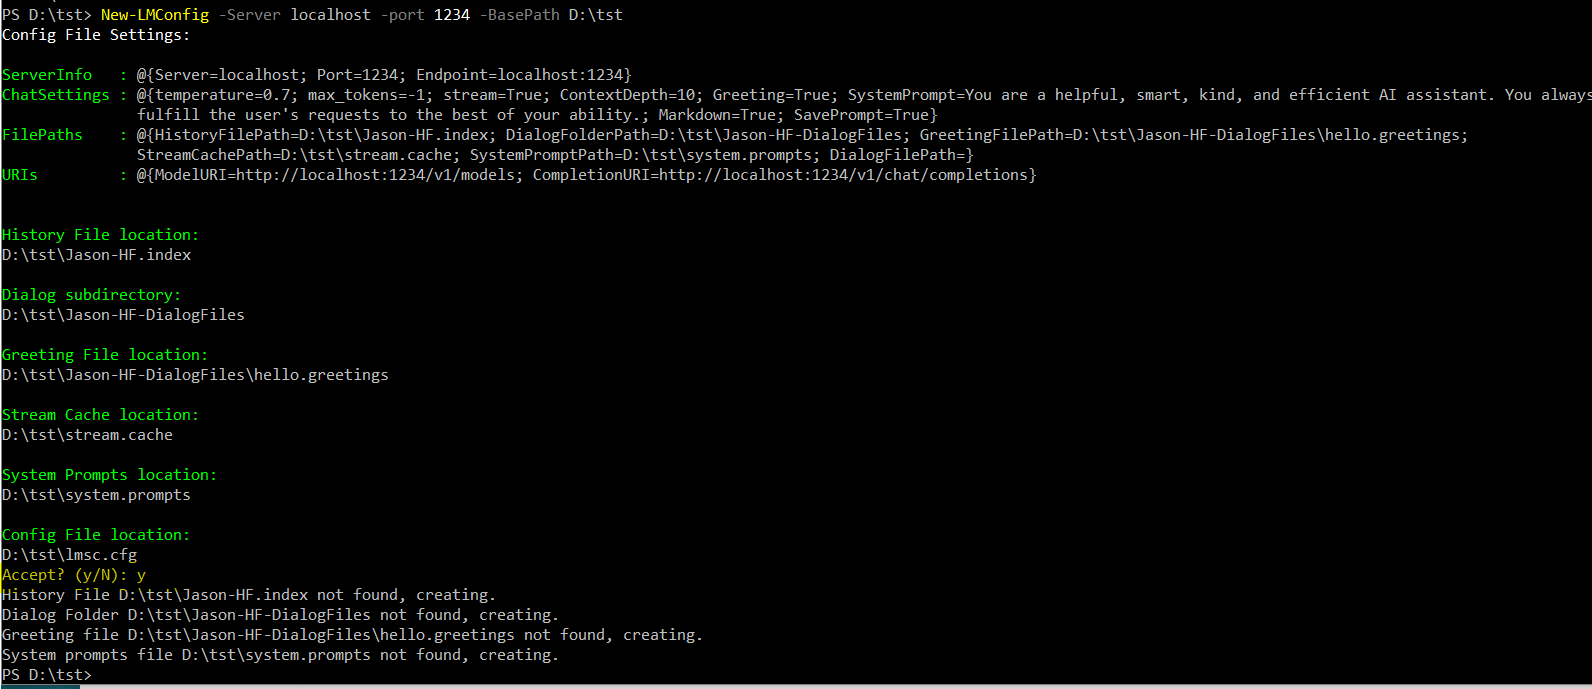 PS D:\tst> New-LMConfig -Server localhost -port 1234 -BasePath D:\tst
Config File Settings:
ServerInfo   : @{Server=localhost; Port=1234; Endpoint=localhost:1234}
ChatSettings : @{temperature=0.7; max_tokens=-1; stream=True; ContextDepth=10; Greeting=True; SystemPrompt=You are a helpful, smart, kind, and efficient AI assistant. You always
fulfill the user's requests to the best of your ability.; Markdown=True; SavePrompt=True}
FilePaths    : @{HistoryFilePath=D:\tst\Jason-HF.index; DialogFolderPath=D:\tst\Jason-HF-DialogFiles; GreetingFilePath=D:\tst\Jason-HF-DialogFiles\hello.greetings;
StreamCachePath=D:\tst\stream.cache; SystemPromptPath=D:\tst\system.prompts; DialogFilePath=}
URIs         : @{ModelURI=http://localhost:1234/v1/models; CompletionURI=http://localhost:1234/v1/chat/completions}
History File location:
D:\tst\Jason-HF.index
Dialog subdirectory:
D:\tst\Jason-HF-DialogFiles
Greeting File location:
D:\tst\Jason-HF-DialogFiles\hello.greetings
Stream Cache location:
D:\tst\stream.cache
System Prompts location:
D:\tst\system.prompts
Config File location:
D:\tst\lmsc.cfg
Accept? (y/N): y
History File D:\tst\Jason-HF.index not found, creating.
Dialog Folder D:\tst\Jason-HF-DialogFiles not found, creating.
Greeting file D:\tst\Jason-HF-DialogFiles\hello.greetings not found, creating.
System prompts file D:\tst\system.prompts not found, creating.
PS D:\tst>